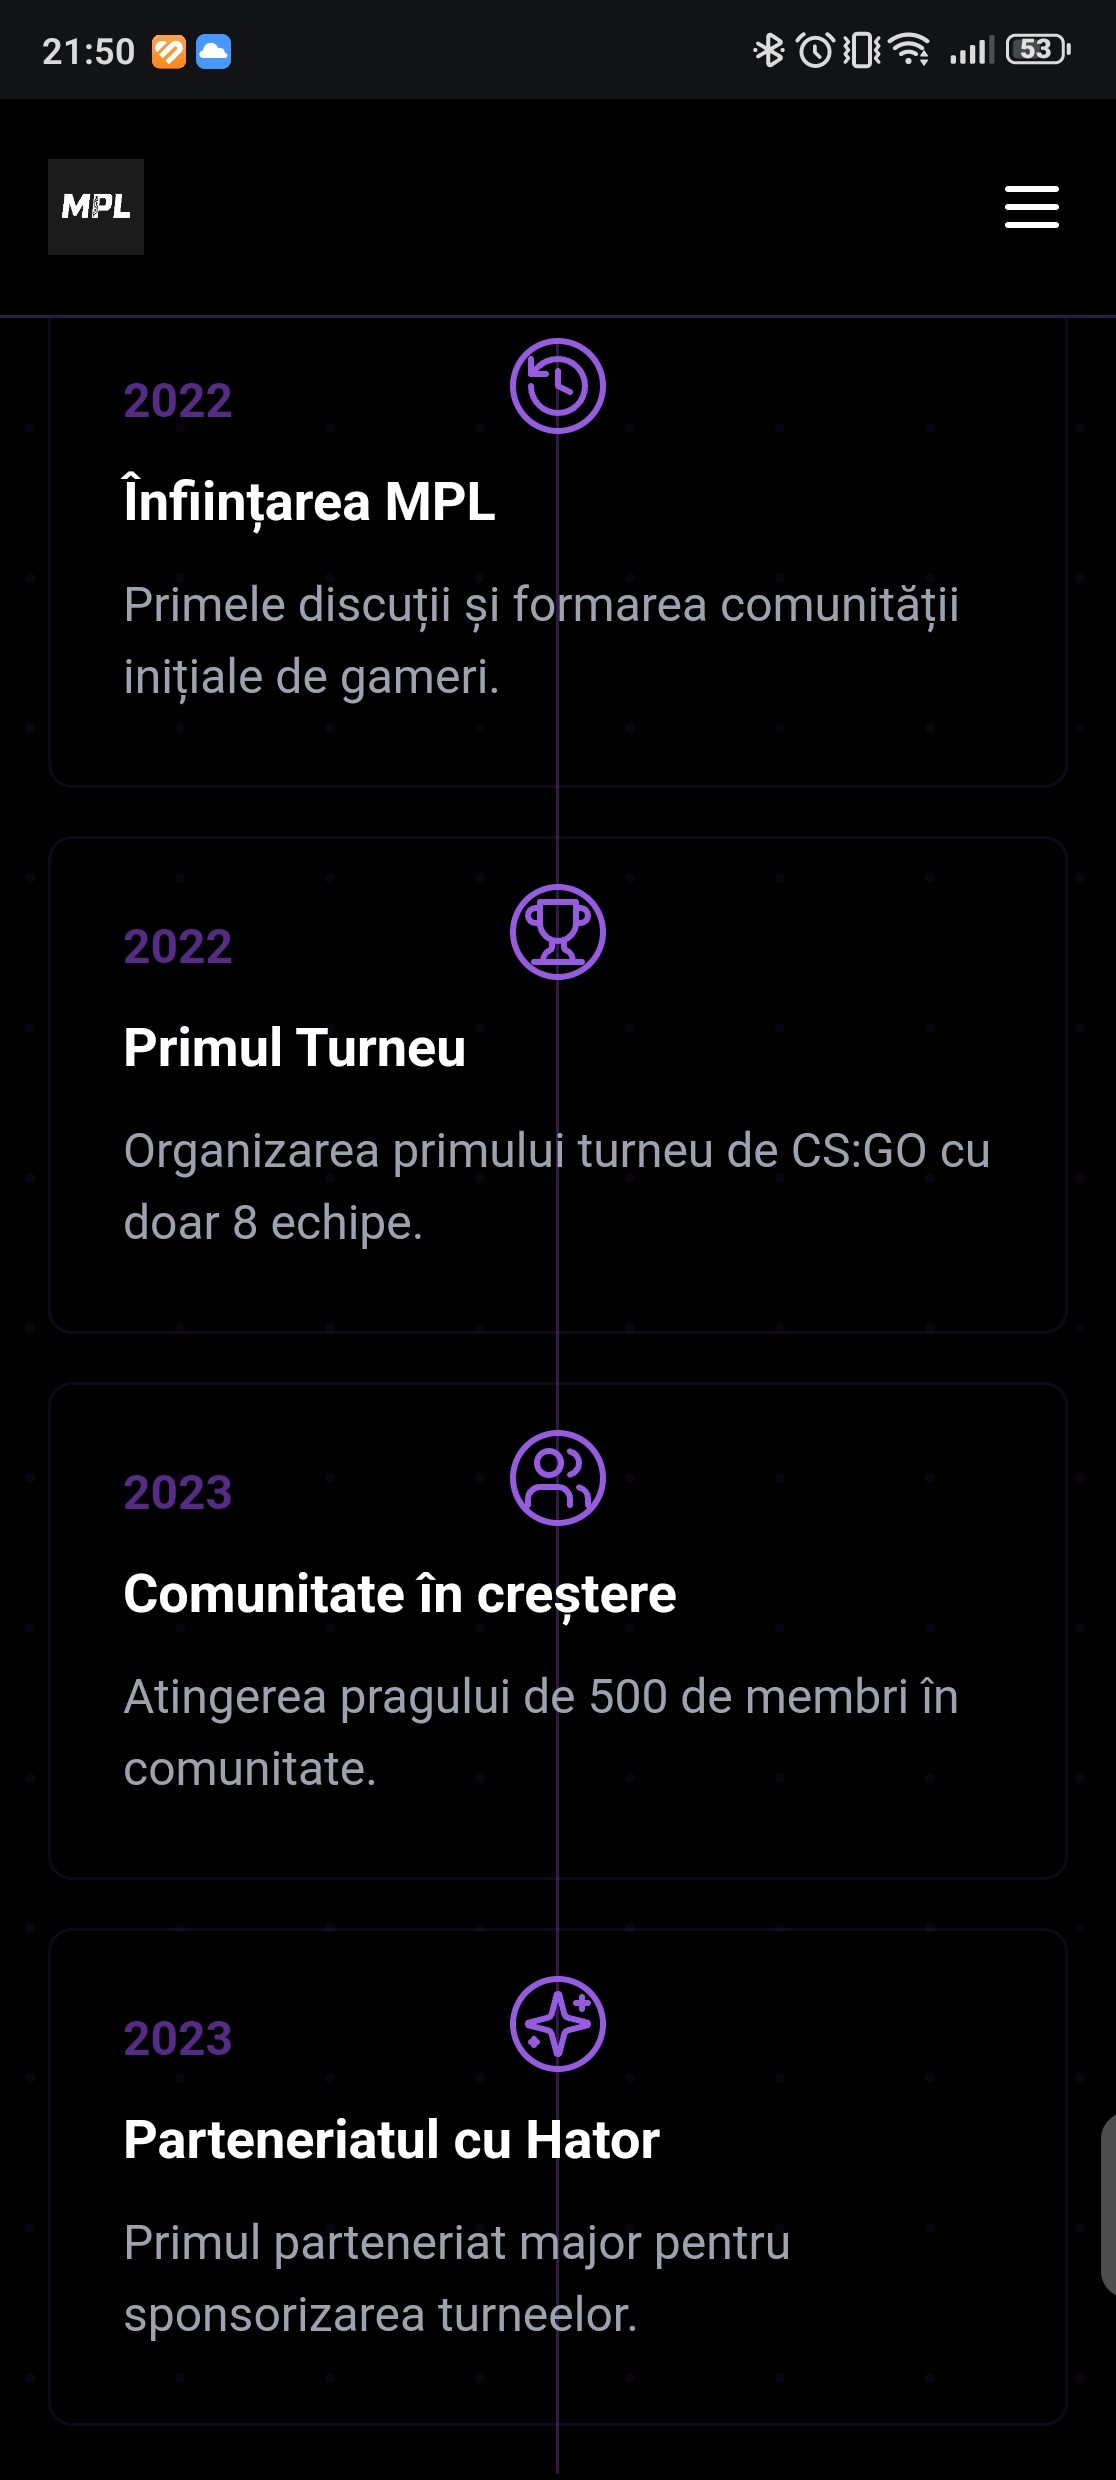 21:50
53
MPL
2022
Înființarea MPL
Primele discuții și formarea comunității
inițiale de gameri.
2022
Primul Turneu
Organizarea primului turneu de CS:GO cu
doar 8 echipe.
2023
Comunitate în creștere
Atingerea pragului de 500 de membri în
comunitate.
2023
Parteneriatul cu Hator
Primul parteneriat major pentru
sponsorizarea turneelor.